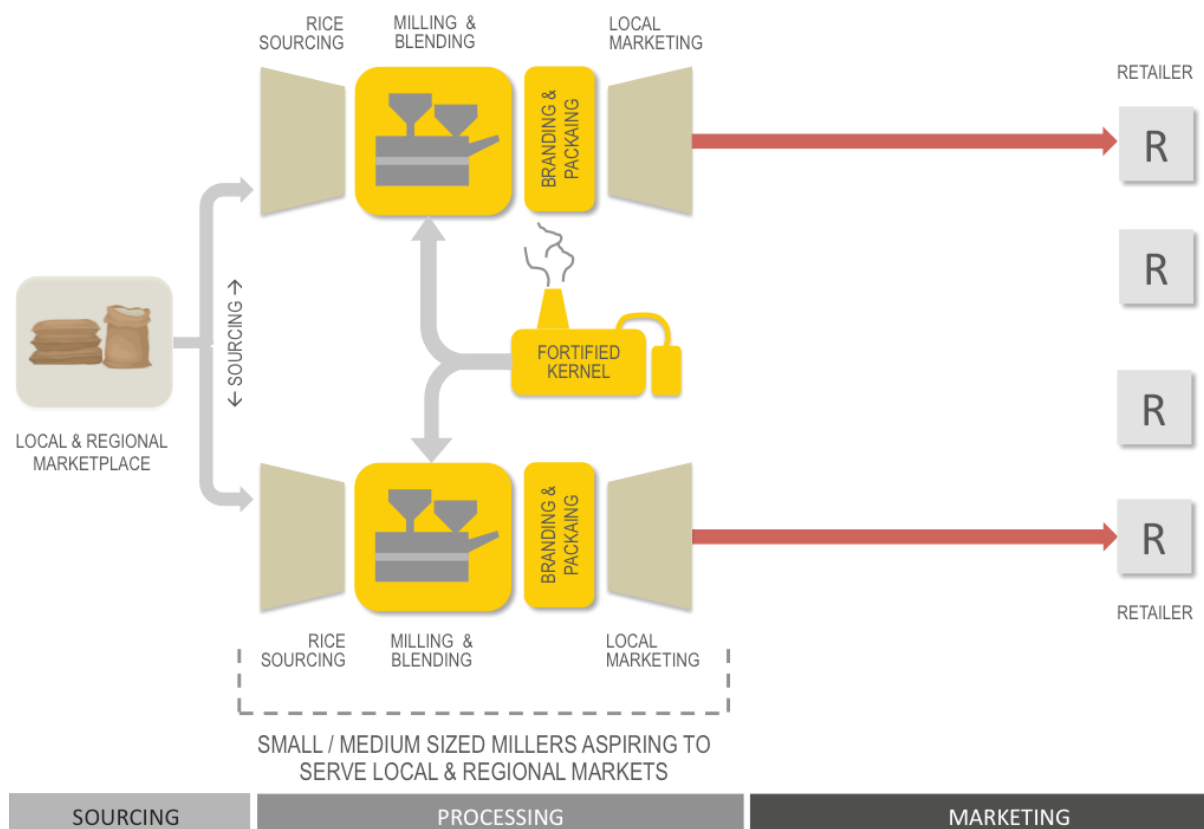 RICE
SOURCING
MILLING &
BLENDING
LOCAL
MARKETING
RETAILER
BRANDING &
PACKAING
R
R
← SOURCING →
FORTIFIED
KERNEL
LOCAL & REGIONAL
MARKETPLACE
R
BRANDING &
PACKAING
R
RETAILER
RICE
SOURCING
MILLING &
BLENDING
LOCAL
MARKETING
SMALL / MEDIUM SIZED MILLERS ASPIRING TO
SERVE LOCAL & REGIONAL MARKETS
SOURCING
PROCESSING
MARKETING